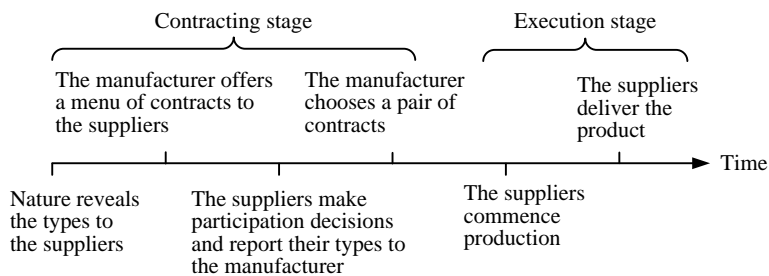 Contracting stage
Execution stage
The manufacturer offers
a menu of contracts to
the suppliers
The manufacturer
chooses a pair of
contracts
The suppliers
deliver the
product
Time
Nature reveals
the types to
the suppliers
The suppliers make
participation decisions
and report their types to
the manufacturer
The suppliers
commence
production